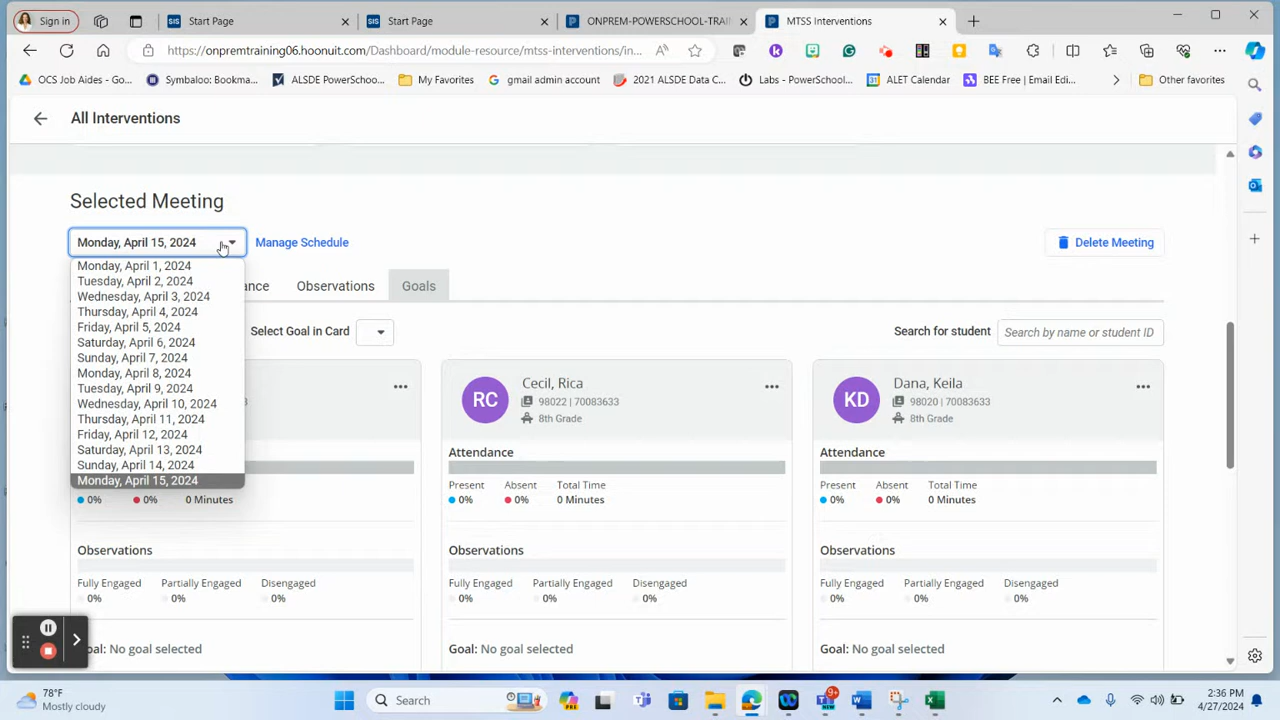 Sign in
SIS Start Page
SIS Start Page
ONPREM-POWERSCHOOL-TRAI
MTSS Interventions
https://onpremtraining06.hoonuit.com/Dashboard/module-resource/mtss-interventions/in...
OCS Job Aides - Go...
Symbaloo: Bookma...
ALSDE PowerSchoo...
My Favorites
gmail admin account
2021 ALSDE Data C...
Labs - PowerSchool...
ALET Calendar
BEE Free | Email Edi...
Other favorites
All Interventions
Selected Meeting
Monday, April 15, 2024
Manage Schedule
Delete Meeting
Monday, April 1, 2024
Tuesday, April 2, 2024
Wednesday, April 3, 2024
Thursday, April 4, 2024
Friday, April 5, 2024
Saturday, April 6, 2024
Sunday, April 7, 2024
Monday, April 8, 2024
Tuesday, April 9, 2024
Wednesday, April 10, 2024
Thursday, April 11, 2024
Friday, April 12, 2024
Saturday, April 13, 2024
Sunday, April 14, 2024
Monday, April 15, 2024
ance
Observations
Goals
Select Goal in Card
Search for student
Search by name or student ID
0% 0% 0 Minutes
Observations
Fully Engaged Partially Engaged Disengaged
0% 0% 0%
oal: No goal selected
RC
Cecil, Rica
98022 | 70083633
8th Grade
Attendance
Present Absent Total Time
0% 0% 0 Minutes
Observations
Fully Engaged Partially Engaged Disengaged
0% 0% 0%
Goal: No goal selected
KD
Dana, Keila
98020 | 70083633
8th Grade
Attendance
Present Absent Total Time
0% 0% 0 Minutes
Observations
Fully Engaged Partially Engaged Disengaged
0% 0% 0%
Goal: No goal selected
78°F
Mostly cloudy
Search
2:36 PM
4/27/2024